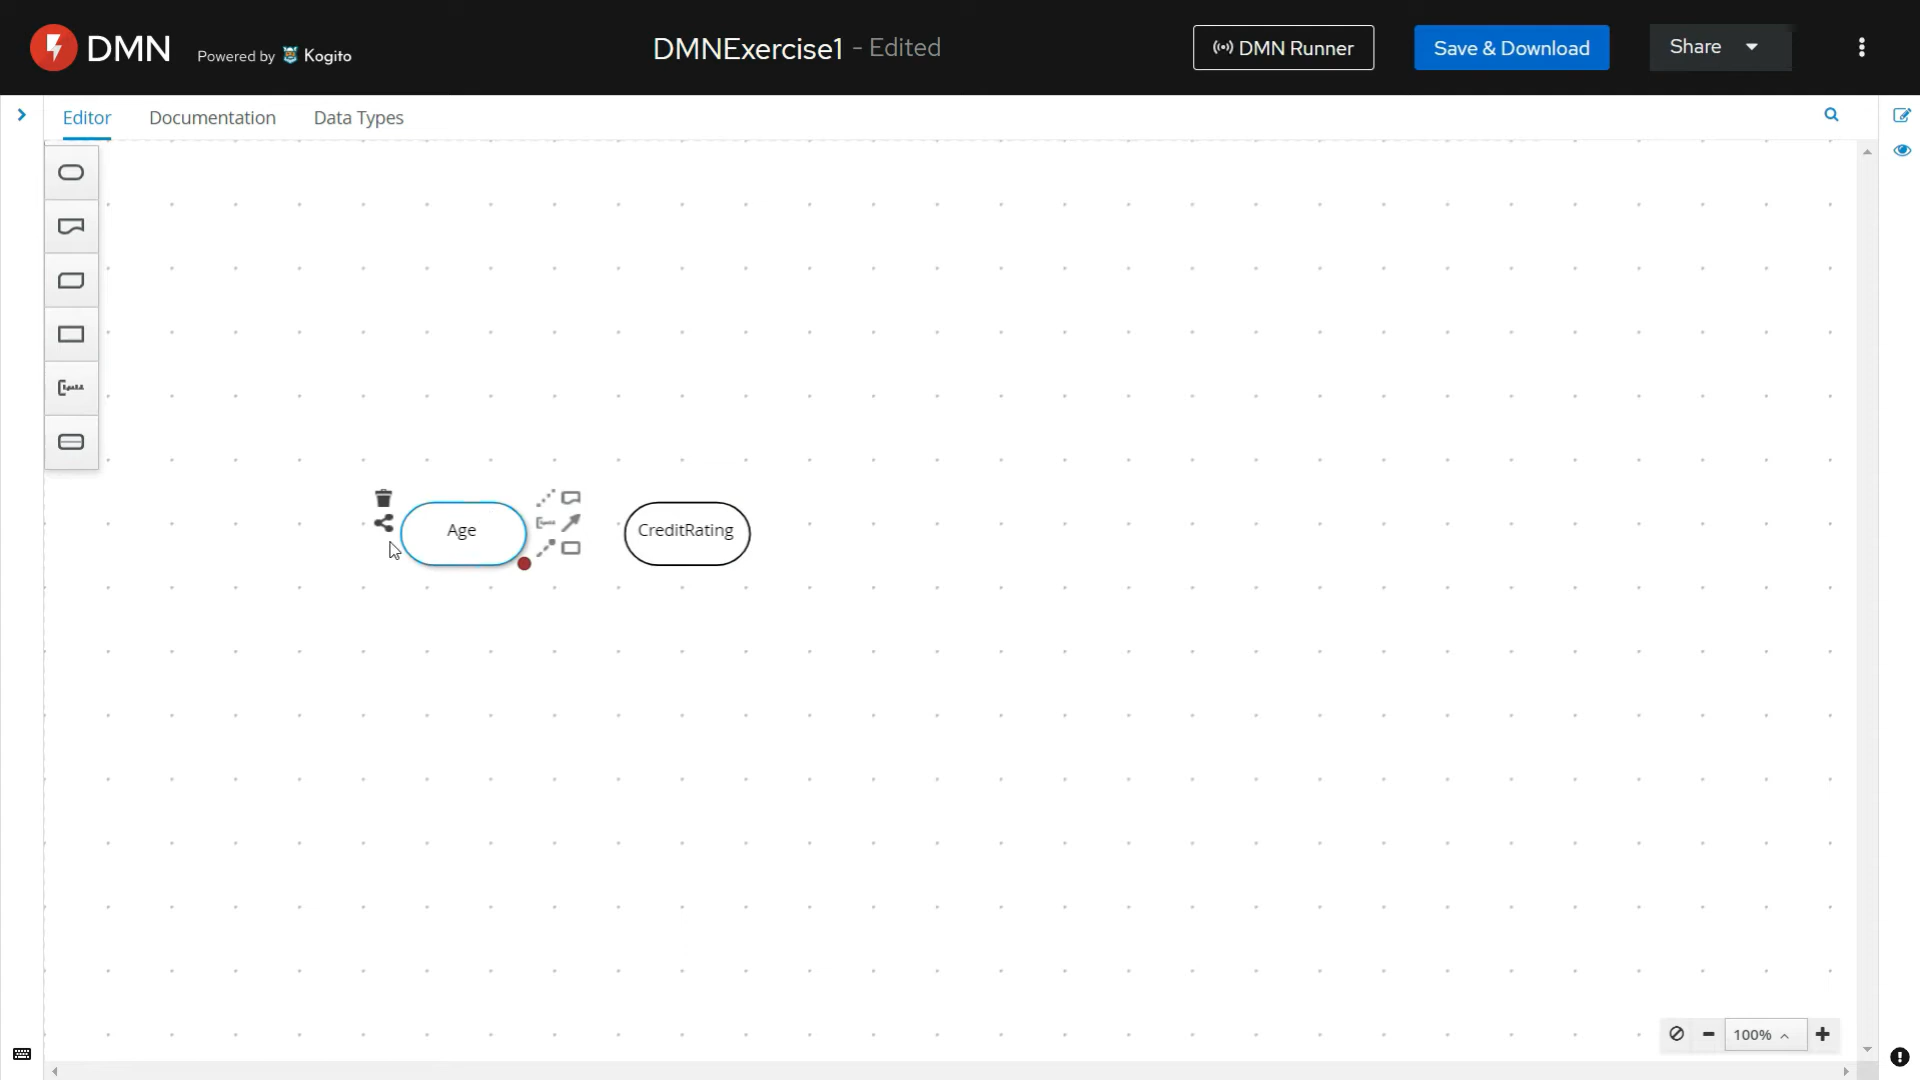 DMN Powered by Kogito
DMNExercise1 - Edited
DMN Runner
Save & Download
Share
Editor
Documentation
Data Types
Age
CreditRating
100%